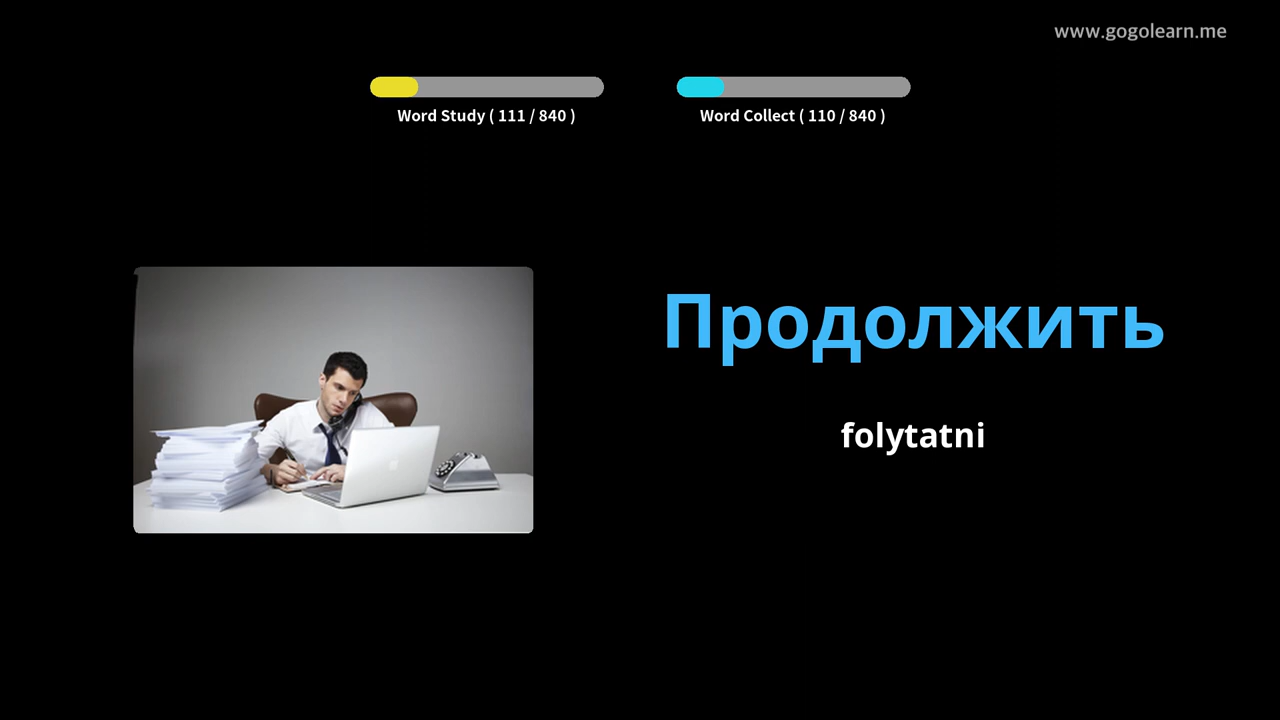 www.gogolearn.me
Word Study ( 111 / 840 )
Word Collect ( 110 / 840 )
Продолжить
folytatni